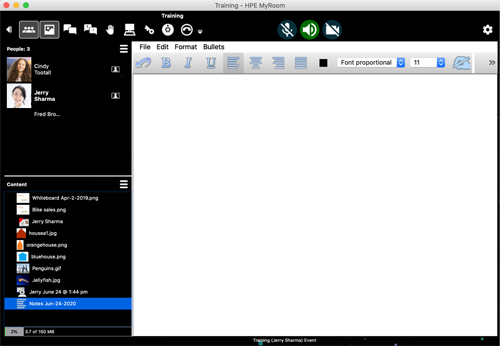 Training - HPE MyRoom
Training
People: 3
Cindy
Tootall
Jerry
Sharma
Fred Bro...
File Edit Format Bullets
B I U Font proportional 11 »
Content
Whiteboard Apr-2-2019.png
Bike sales.png
Jerry Sharma
housea1.jpg
orangehouse.png
bluehouse.png
Penguins.gif
Jellyfish.jpg
Jerry June 24 @ 1:44 pm
Notes Jun-24-2020
2% 3.7 of 150 MB
Training (Jerry Sharma) Event